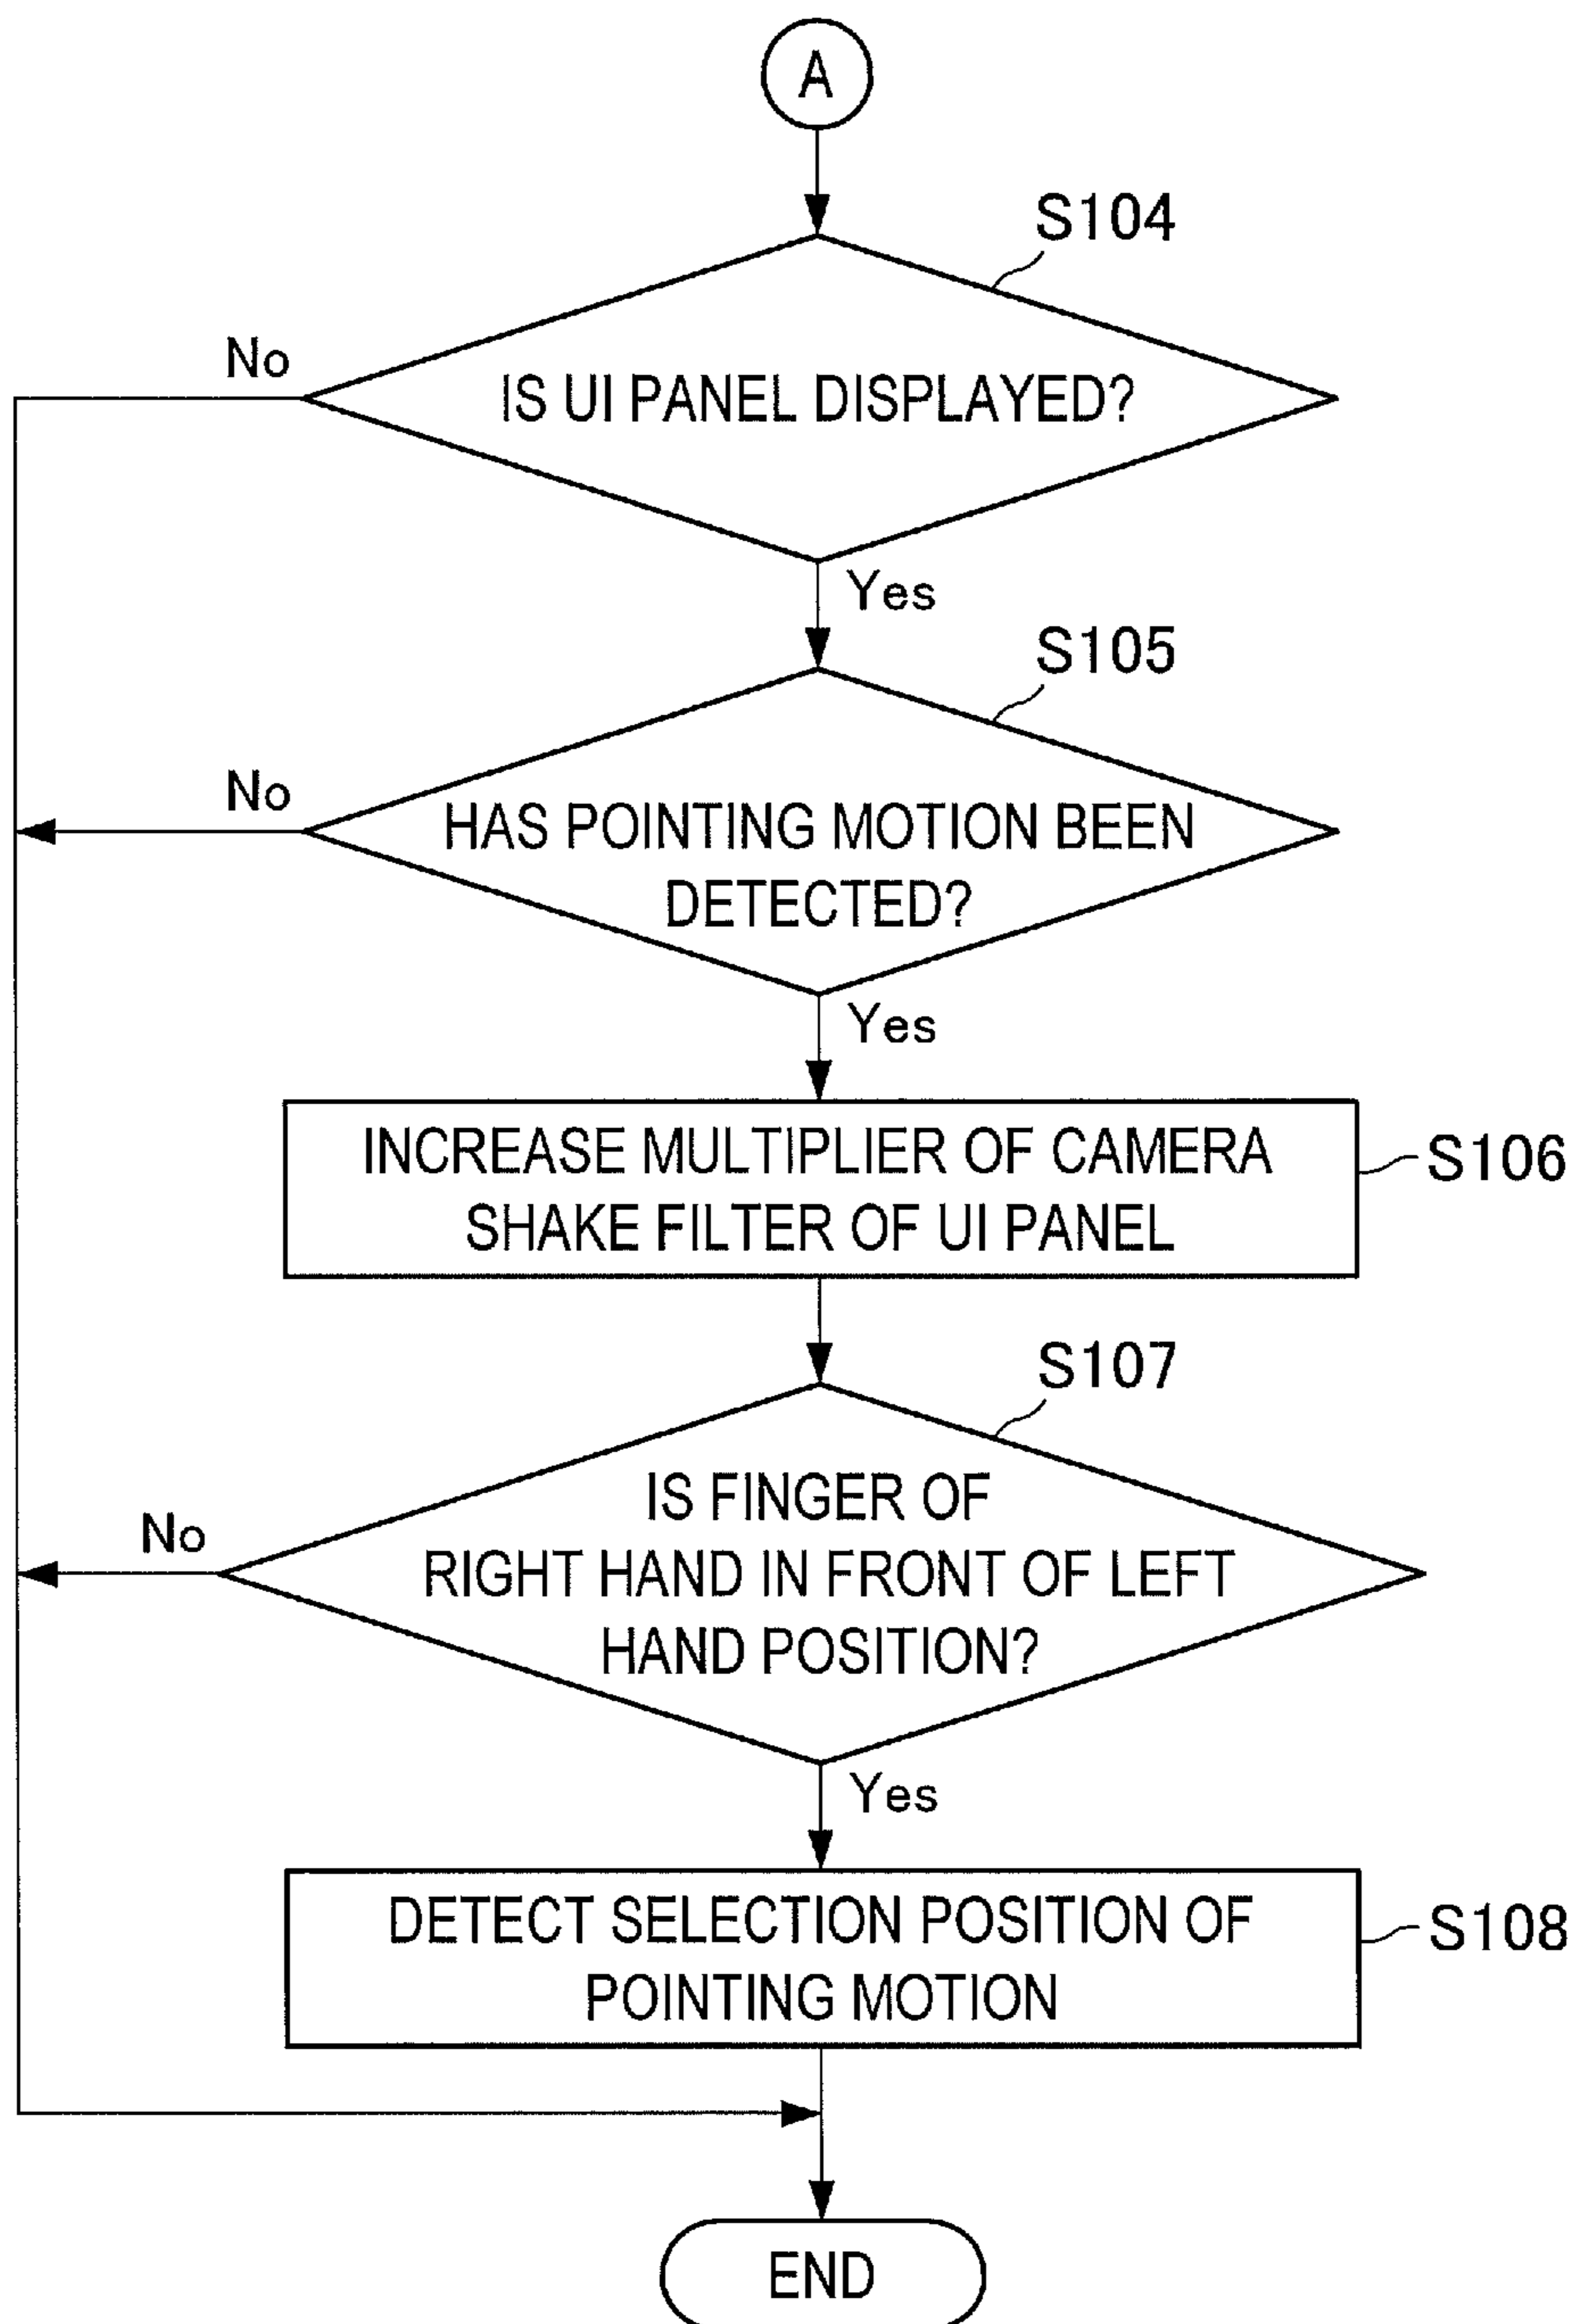 A
S104
No
IS UI PANEL DISPLAYED?
Yes
S105
No
HAS POINTING MOTION BEEN
DETECTED?
Yes
INCREASE MULTIPLIER OF CAMERA
SHAKE FILTER OF UI PANEL
S106
S107
IS FINGER OF
No
RIGHT HAND IN FRONT OF LEFT
HAND POSITION?
Yes
DETECT SELECTION POSITION OF
POINTING MOTION
S108
END